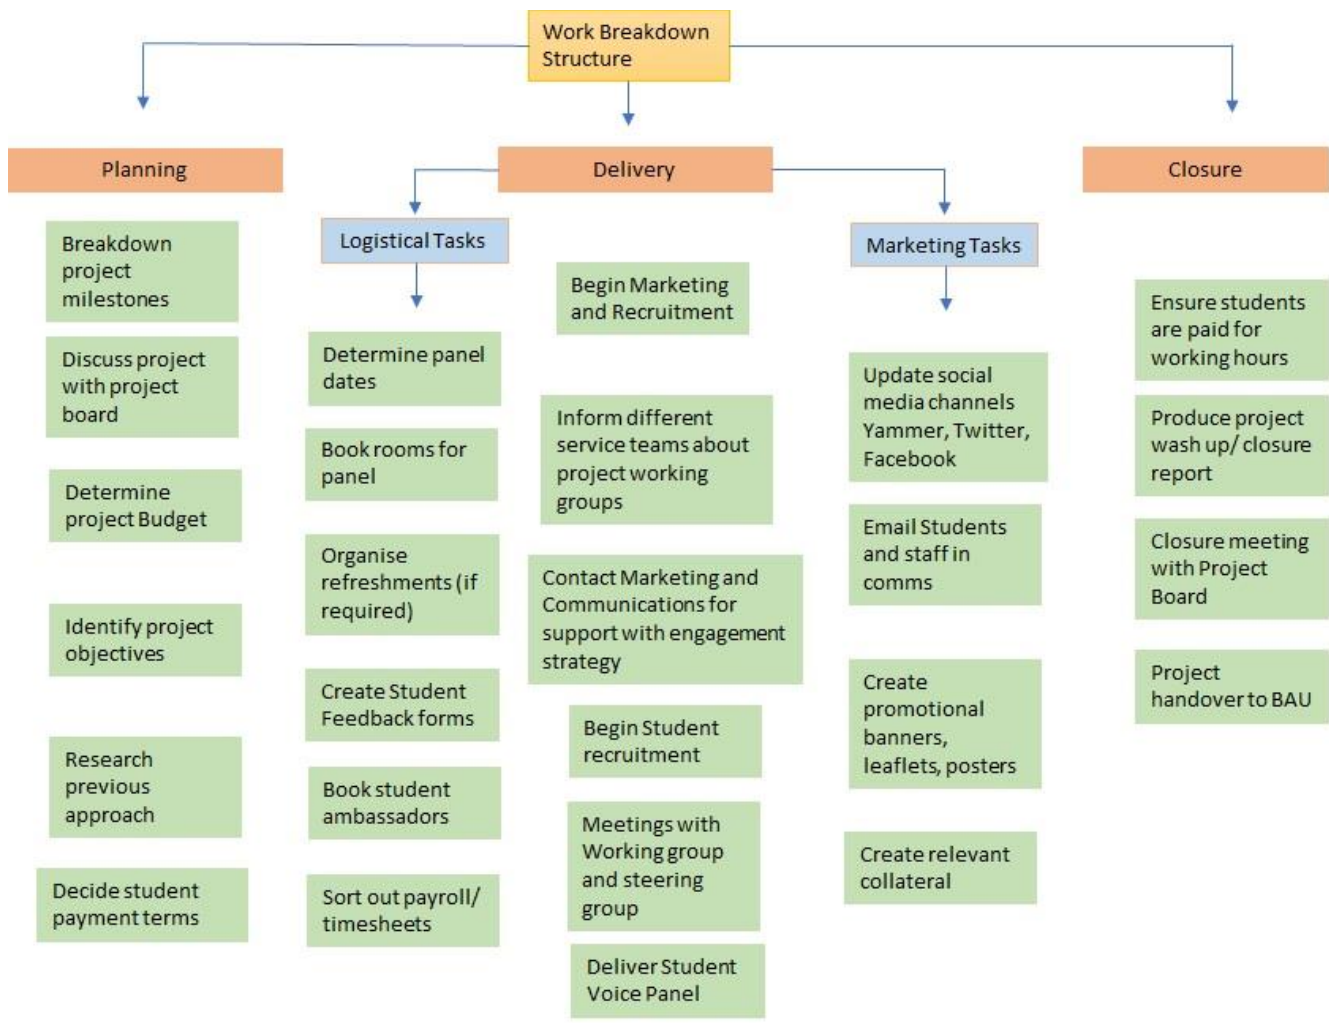 Work Breakdown
Structure
Planning
Delivery
Closure
Breakdown
project
milestones
Discuss project
with project
board
Determine
project Budget
Identify project
objectives
Research
previous
approach
Decide student
payment terms
Logistical Tasks
Determine panel
dates
Book rooms for
panel
Organise
refreshments (if
required)
Create Student
Feedback forms
Book student
ambassadors
Sort out payroll/
timesheets
Begin Marketing
and Recruitment
Inform different
service teams about
project working
groups
Contact Marketing and
Communications for
support with engagement
strategy
Begin Student
recruitment
Meetings with
Working group
and steering
group
Deliver Student
Voice Panel
Marketing Tasks
Update social
media channels
Yammer, Twitter,
Facebook
Email Students
and staff in
comms
Create
promotional
banners,
leaflets, posters
Create relevant
collateral
Ensure students
are paid for
working hours
Produce project
wash up/ closure
report
Closure meeting
with Project
Board
Project
handover to BAU